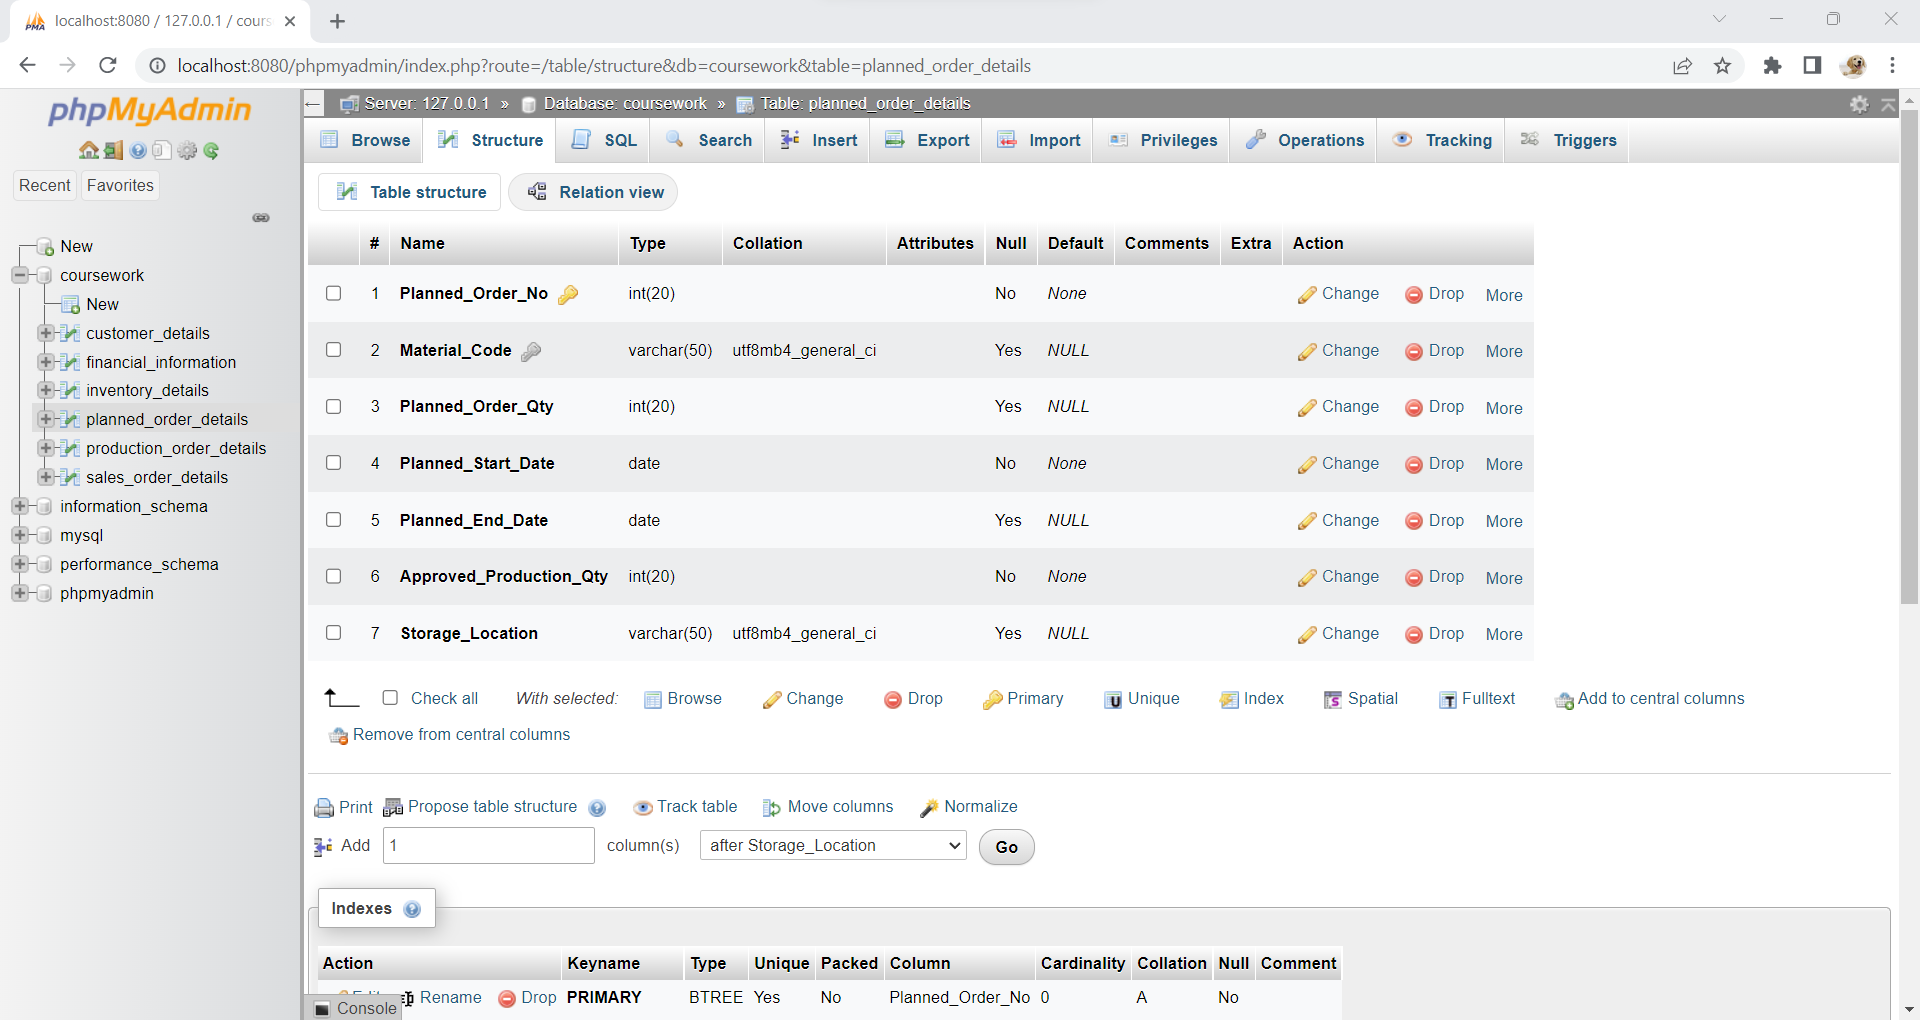 localhost:8080 / 127.0.0.1 / cours
localhost:8080/phpmyadmin/index.php?route=/table/structure&db=coursework&table=planned_order_details
phpMyAdmin
Recent Favorites
New
coursework
New
customer_details
financial_information
inventory_details
planned_order_details
production_order_details
sales_order_details
information_schema
mysql
performance_schema
phpmyadmin
Server: 127.0.0.1 » Database: coursework » Table: planned_order_details
Browse Structure SQL Search Insert Export Import Privileges Operations Tracking Triggers
Table structure Relation view
# Name Type Collation Attributes Null Default Comments Extra Action
1 Planned_Order_No int(20) No None Change Drop More
2 Material_Code varchar(50) utf8mb4_general_ci Yes NULL Change Drop More
3 Planned_Order_Qty int(20) Yes NULL Change Drop More
4 Planned_Start_Date date No None Change Drop More
5 Planned_End_Date date Yes NULL Change Drop More
6 Approved_Production_Qty int(20) No None Change Drop More
7 Storage_Location varchar(50) utf8mb4_general_ci Yes NULL Change Drop More
Check all With selected: Browse Change Drop Primary Unique Index Spatial Fulltext Add to central columns
Remove from central columns
Print Propose table structure Track table Move columns Normalize
Add 1 column(s) after Storage_Location Go
Indexes
Action Keyname Type Unique Packed Column Cardinality Collation Null Comment
Edit Rename Drop PRIMARY BTREE Yes No Planned_Order_No 0 A No
Console